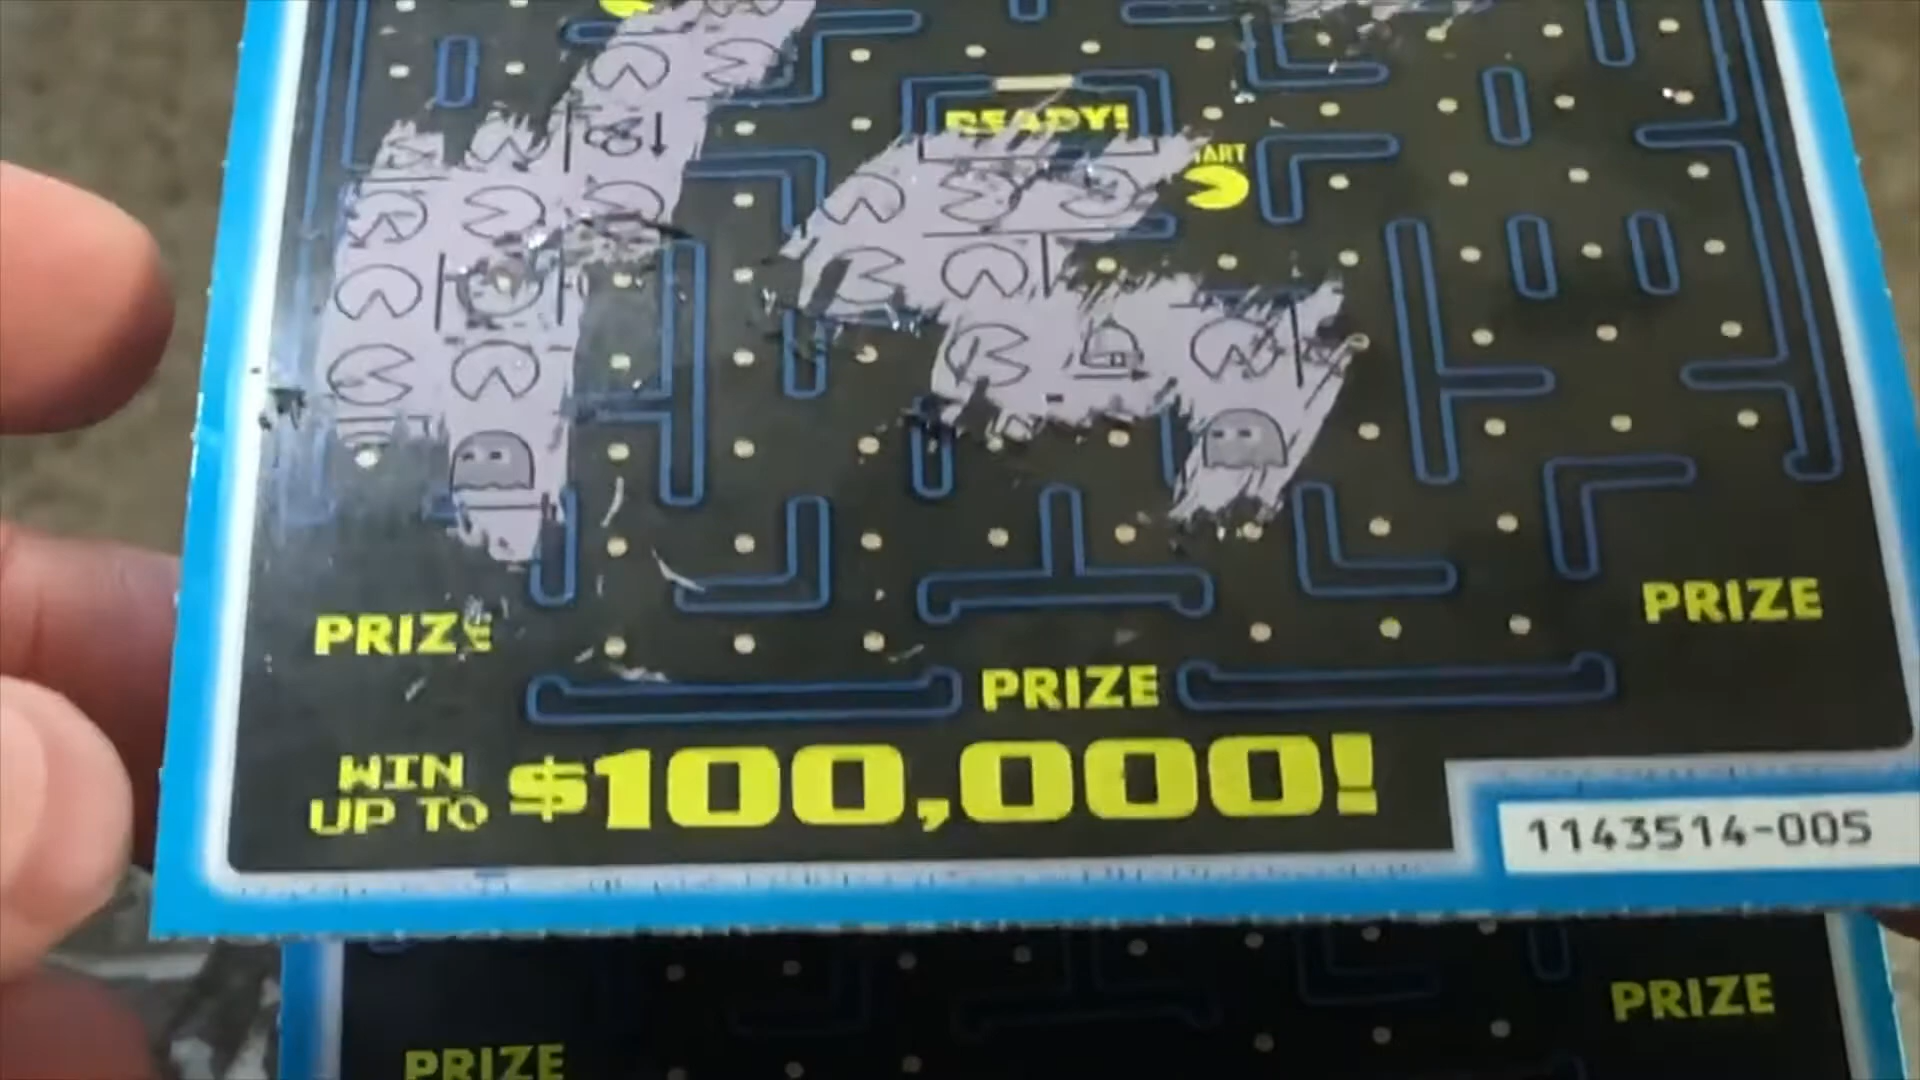 READY!
PRIZE
PRIZE
PRIZE
WIN
UP TO $100,000!
1143514-005
PRIZE
PRIZE